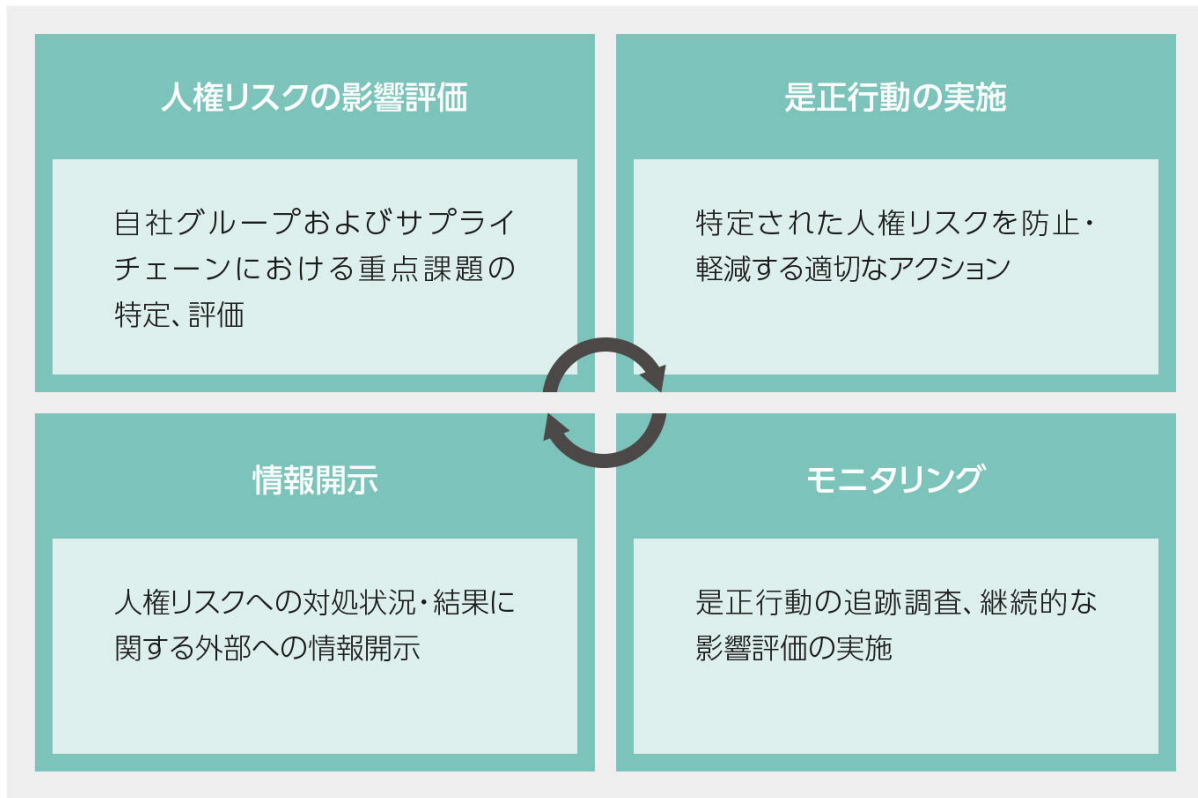 人権リスクの影響評価
自社グループおよびサプライ
チェーンにおける重点課題の
特定、評価
是正行動の実施
特定された人権リスクを防止・
軽減する適切なアクション
情報開示
人権リスクへの対処状況・結果に
関する外部への情報開示
モニタリング
是正行動の追跡調査、継続的な
影響評価の実施